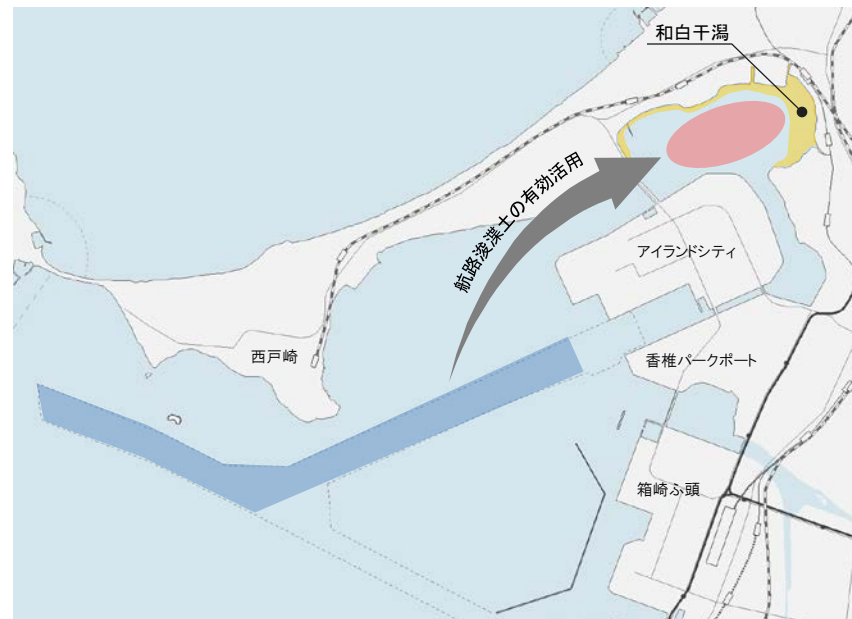 和白干潟
航路浚渫土の有効活用
アイランドシティ
西戸崎
香椎パークポート
箱崎ふ頭